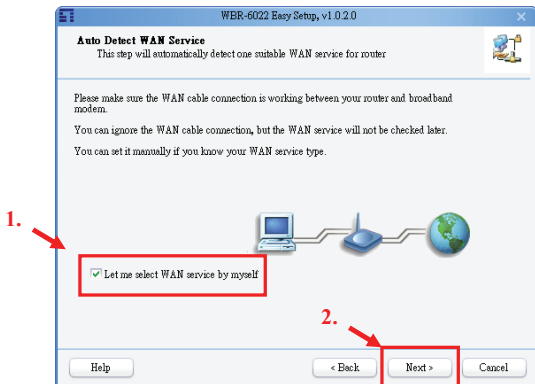 WBR-6022 Easy Setup, v1.0.2.0
Auto Detect WAN Service
This step will automatically detect one suitable WAN service for router
Please make sure the WAN cable connection is working between your router and broadband
modem.
You can ignore the WAN cable connection, but the WAN service will not be checked later.
You can set it manually if you know your WAN service type.
1.
Let me select WAN service by myself
2.
Help
< Back
Next >
Cancel